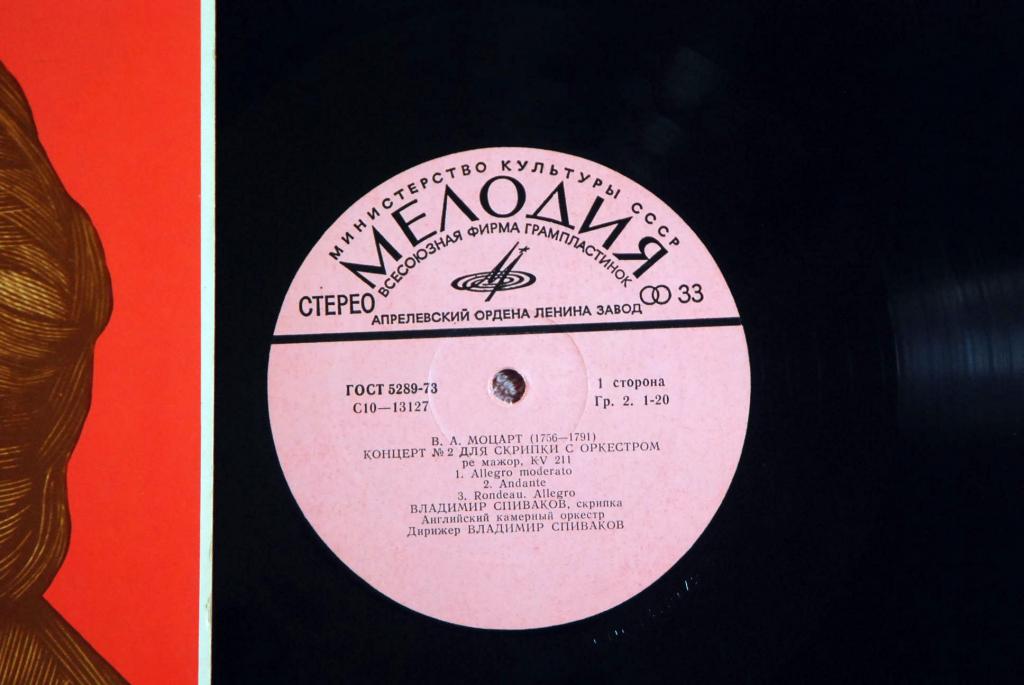 МИНИСТЕРСТВО КУЛЬТУРЫ СССР
МЕЛОДИЯ
ВСЕСОЮЗНАЯ ФИРМА ГРАМПЛАСТИНОК
СТЕРЕО
33
АПРЕЛЕВСКИЙ ОРДЕНА ЛЕНИНА ЗАВОД
ГОСТ 5289-73
С10—13127
1 сторона
Гр. 2. 1-20
В. А. МОЦАРТ (1756—1791)
КОНЦЕРТ № 2 ДЛЯ СКРИПКИ С ОРКЕСТРОМ
ре мажор, KV 211
1. Allegro moderato
2. Andante
3. Rondeau. Allegro
ВЛАДИМИР СПИВАКОВ, скрипка
Английский камерный оркестр
Дирижер ВЛАДИМИР СПИВАКОВ